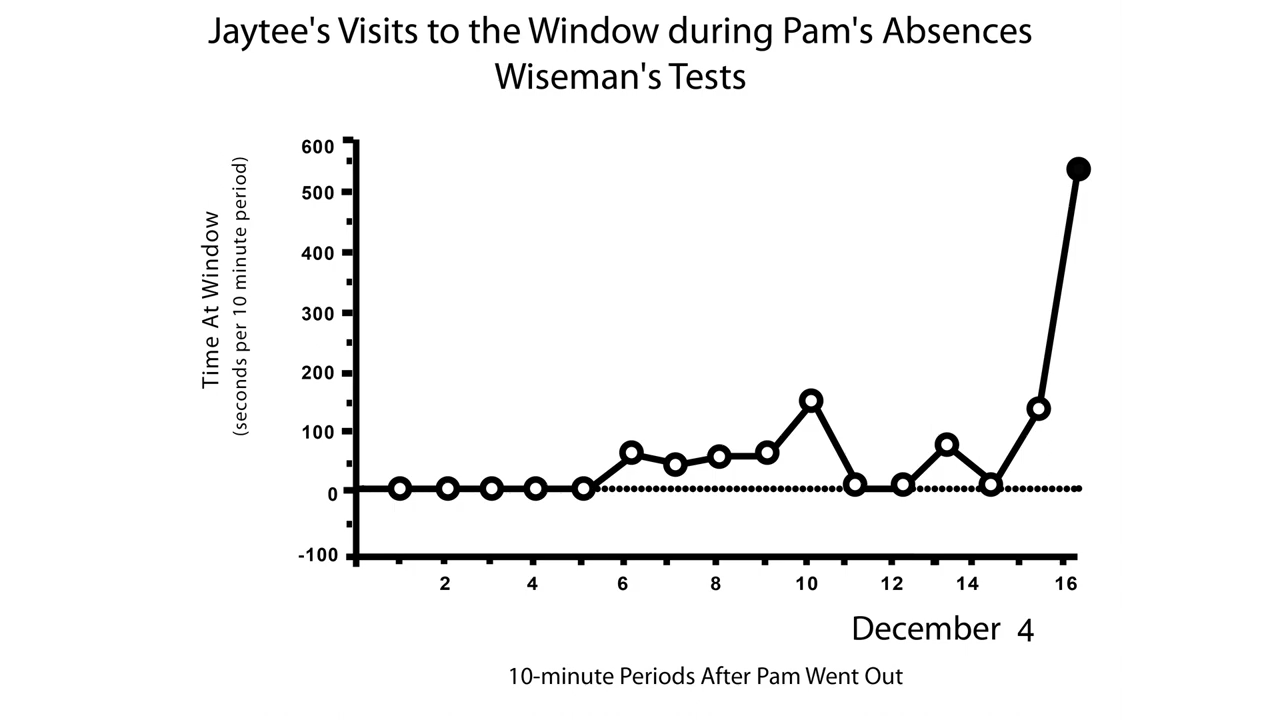 Jaytee's Visits to the Window during Pam's Absences
Wiseman's Tests
Time At Window
(seconds per 10 minute period)
600
500
400
300
200
100
0
-100
2 4 6 8 10 12 14 16
December 4
10-minute Periods After Pam Went Out